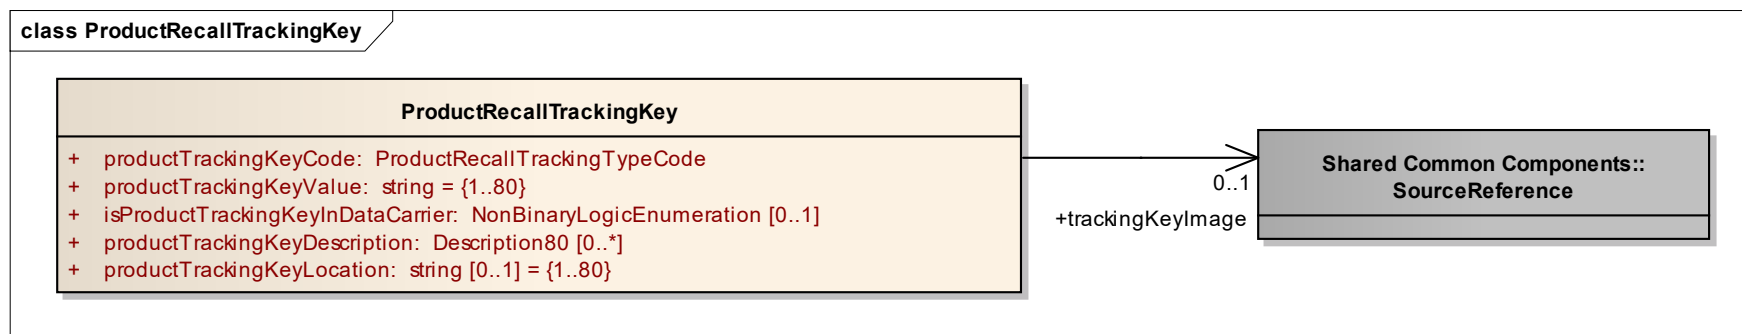 class ProductRecallTrackingKey
ProductRecallTrackingKey
+ productTrackingKeyCode: ProductRecallTrackingTypeCode
+ productTrackingKeyValue: string = {1..80}
+ isProductTrackingKeyInDataCarrier: NonBinaryLogicEnumeration [0..1]
+ productTrackingKeyDescription: Description80 [0..*]
+ productTrackingKeyLocation: string [0..1] = {1..80}
0..1
+trackingKeyImage
Shared Common Components::
SourceReference